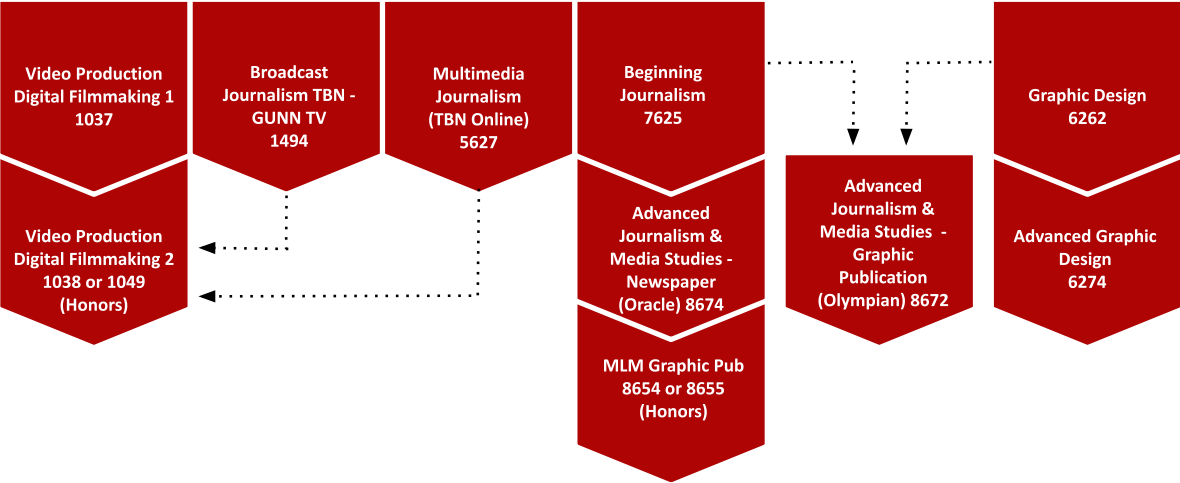 Video Production
Digital Filmmaking 1
1037
Video Production
Digital Filmmaking 2
1038 or 1049
(Honors)
Broadcast
Journalism TBN -
GUNN TV
1494
Multimedia
Journalism
(TBN Online)
5627
Beginning
Journalism
7625
Advanced
Journalism &
Media Studies -
Newspaper
(Oracle) 8674
MLM Graphic Pub
8654 or 8655
(Honors)
Advanced
Journalism &
Media Studies -
Graphic
Publication
(Olympian) 8672
Graphic Design
6262
Advanced Graphic
Design
6274